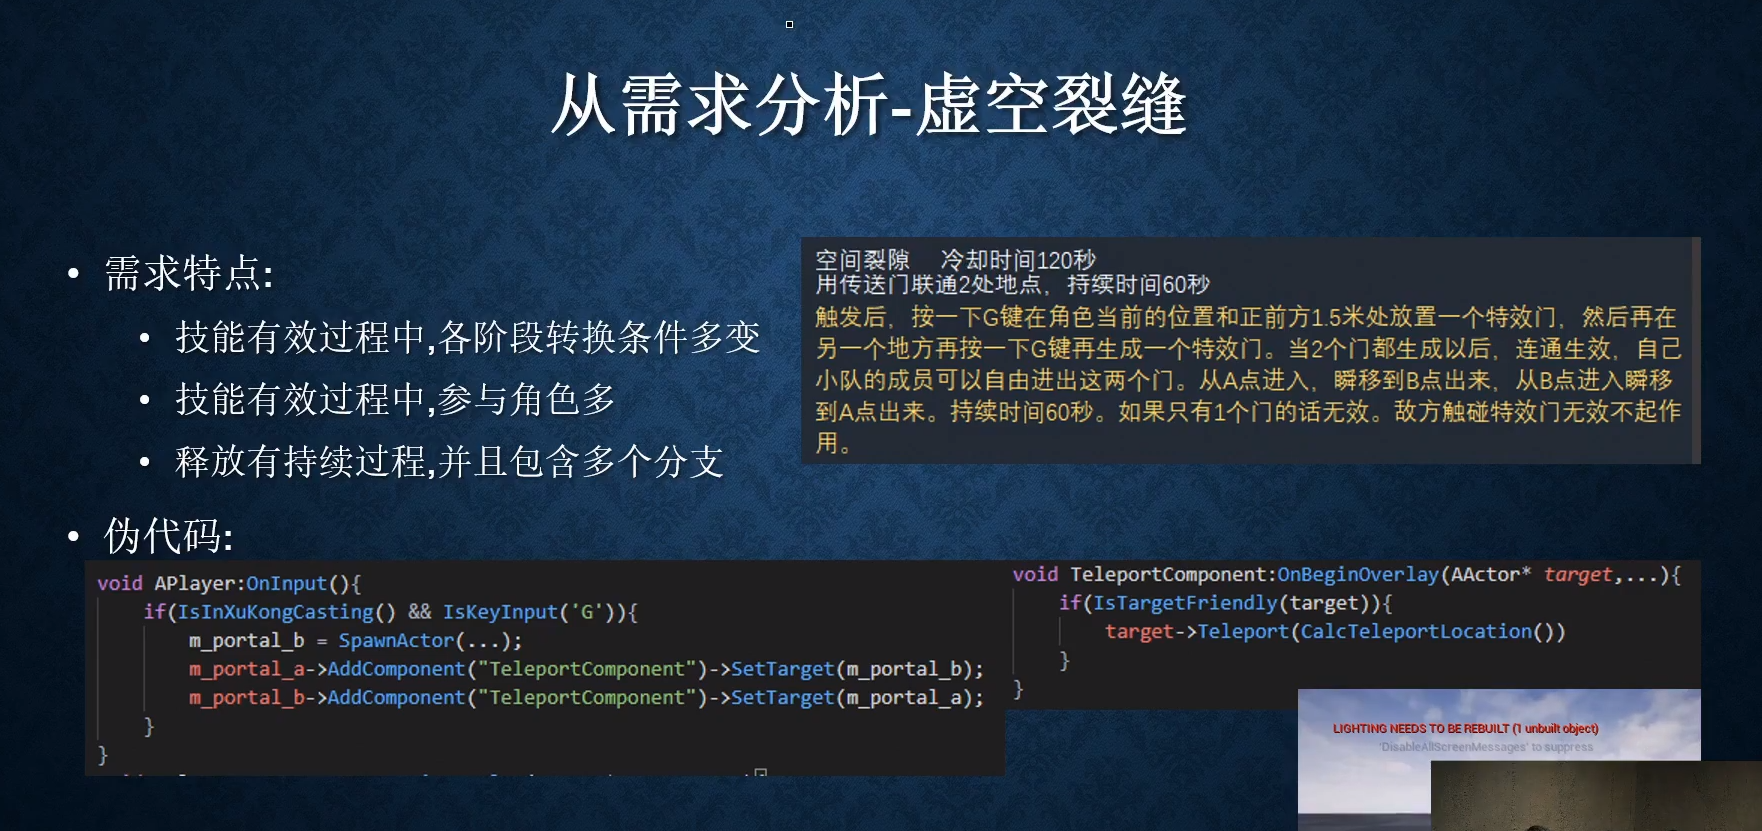 从需求分析-虚空裂缝
• 需求特点:
• 技能有效过程中,各阶段转换条件多变
• 技能有效过程中,参与角色多
• 释放有持续过程,并且包含多个分支
空间裂隙 冷却时间120秒
用传送门联通2处地点，持续时间60秒
触发后，按一下G键在角色当前的位置和正前方1.5米处放置一个特效门，然后再在
另一个地方再按一下G键再生成一个特效门。当2个门都生成以后，连通生效，自己
小队的成员可以自由进出这两个门。从A点进入，瞬移到B点出来，从B点进入瞬移
到A点出来。持续时间60秒。如果只有1个门的话无效。敌方触碰特效门无效不起作
用。
• 伪代码:
void APlayer:OnInput(){
if(IsInXuKongCasting() && IsKeyInput('G')){
m_portal_b = SpawnActor(...);
m_portal_a->AddComponent("TeleportComponent")->SetTarget(m_portal_b);
m_portal_b->AddComponent("TeleportComponent")->SetTarget(m_portal_a);
}
}
void TeleportComponent:OnBeginOverlay(AActor* target,...){
if(IsTargetFriendly(target)){
target->Teleport(CalcTeleportLocation())
}
}
LIGHTING NEEDS TO BE REBUILT (1 unbuilt object)
'DisableAllScreenMessages' to suppress